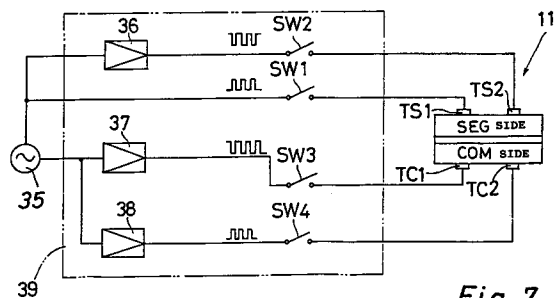 36
SW2
11
SW1
TS1
TS2
SEG SIDE
37
COM SIDE
SW3
TC1
TC2
35
SW4
38
39
Fig. 7